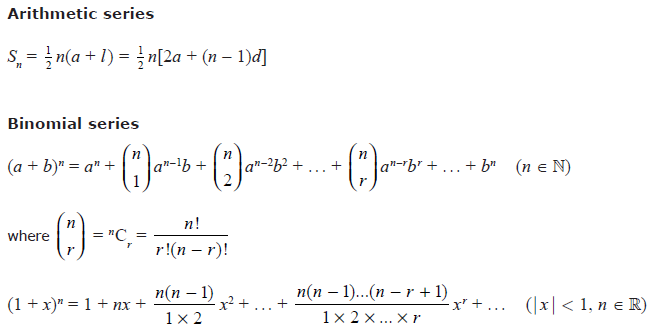 Arithmetic series
Sₙ = ½n(a + l) = ½n[2a + (n − 1)d]
Binomial series
(a + b)ⁿ = aⁿ + (n 1) aⁿ⁻¹b + (n 2) aⁿ⁻²b² + . . . + (n r) aⁿ⁻ʳbʳ + . . . + bⁿ (n ∈ ℕ)
where (n r) = ⁿCᵣ = n! / r!(n − r)!
(1 + x)ⁿ = 1 + nx + n(n − 1) / 1 × 2 x² + . . . + n(n − 1)...(n − r + 1) / 1 × 2 × ... × r xʳ + . . . (|x| < 1, n ∈ ℝ)